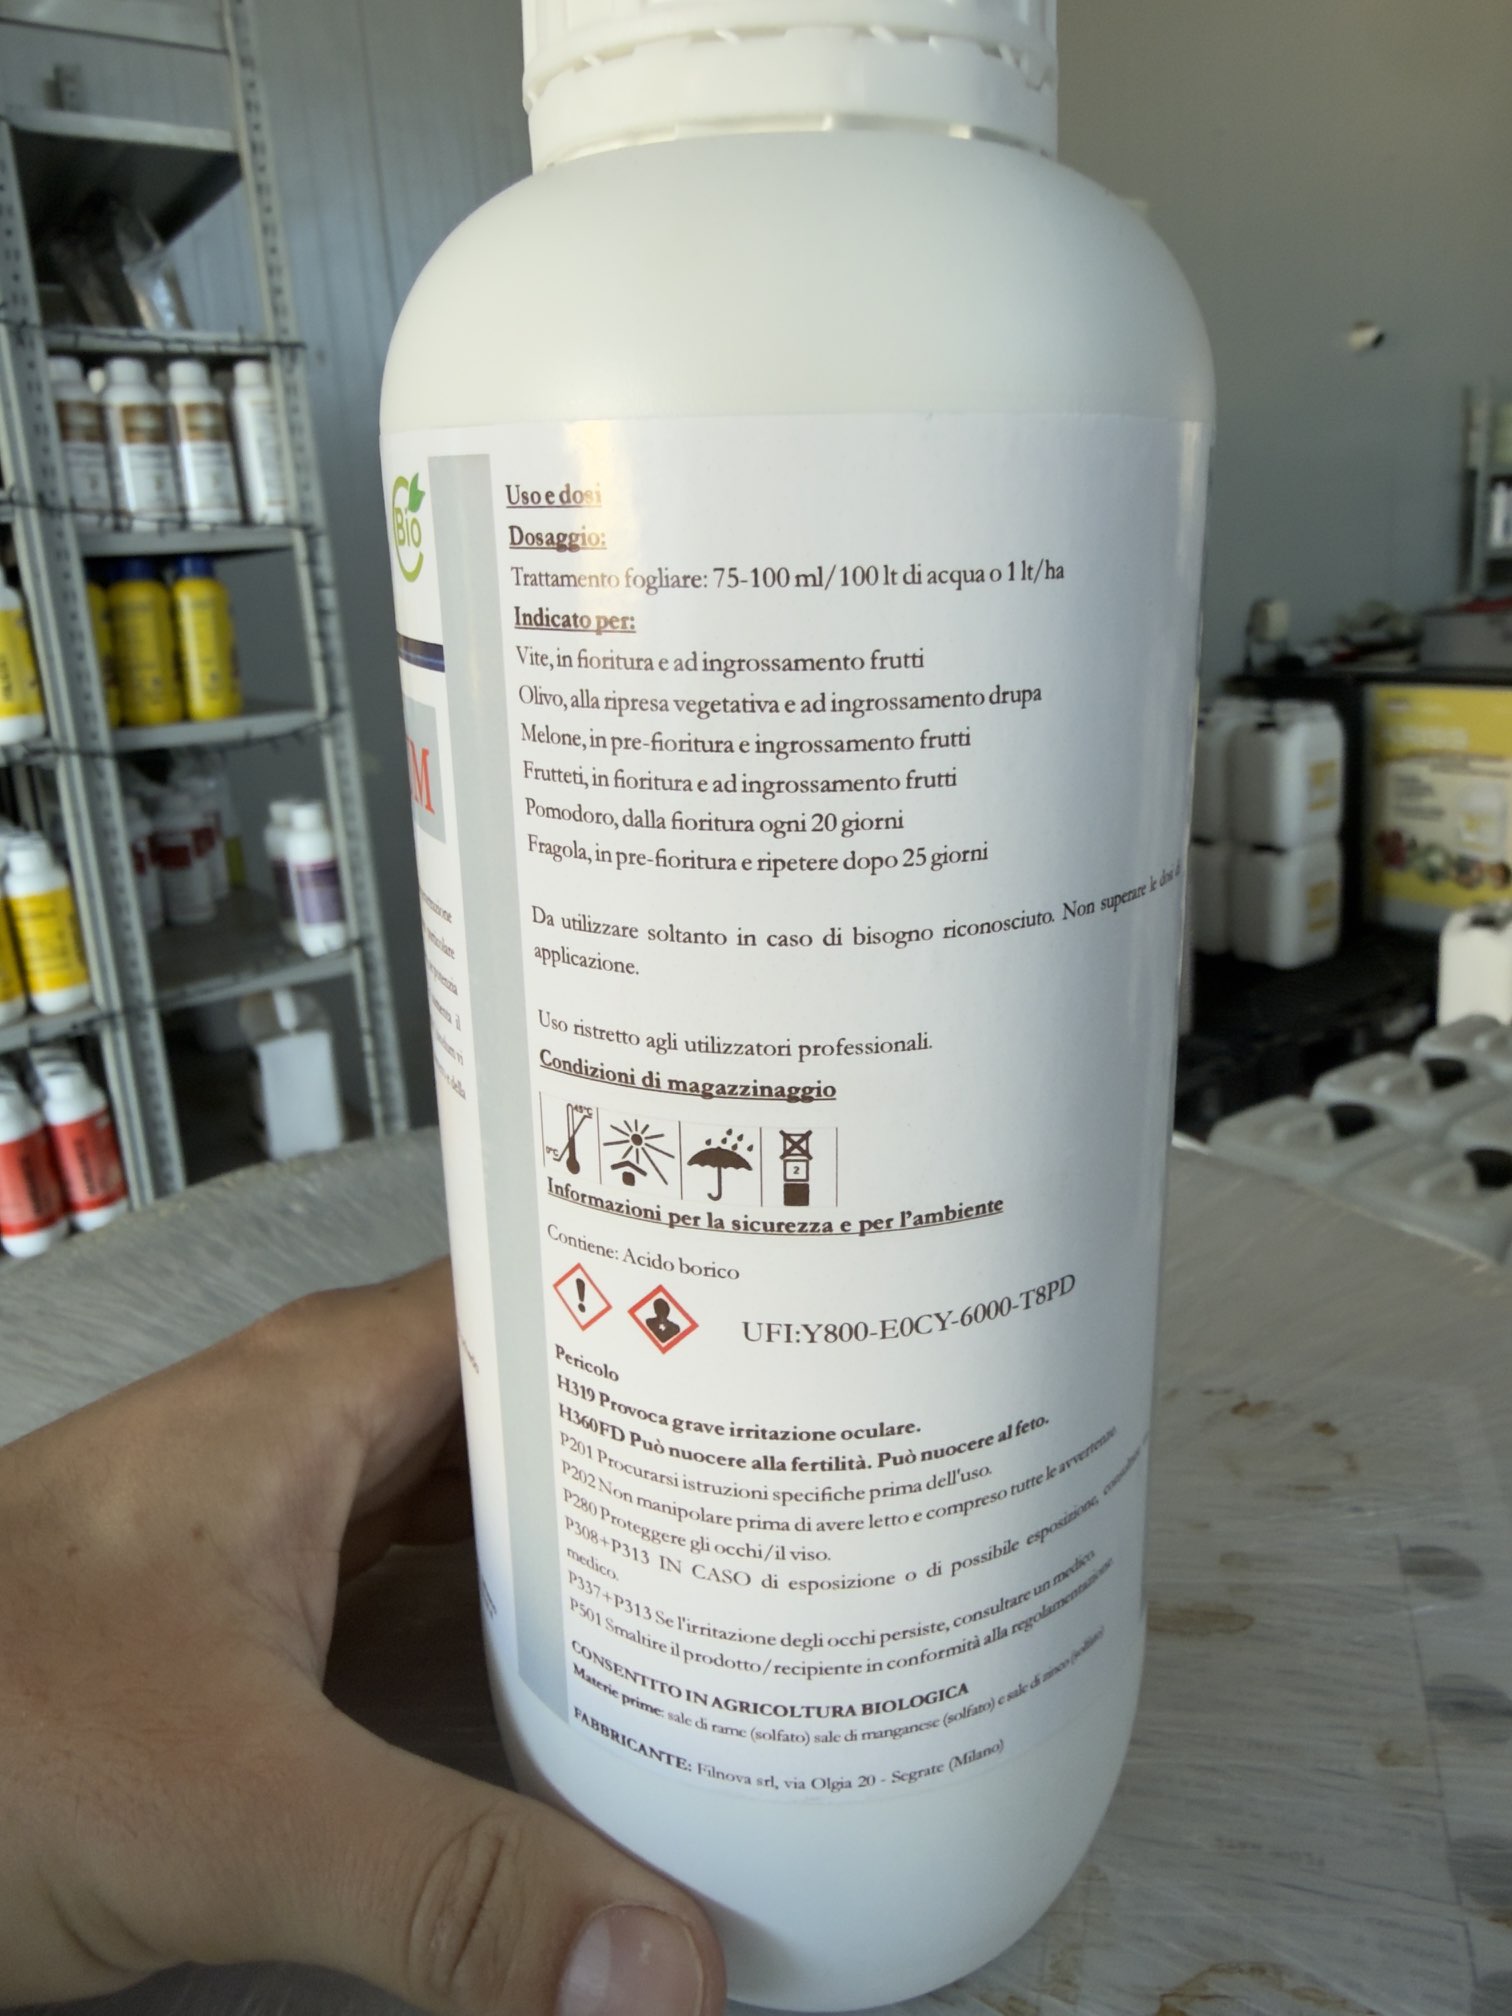 Bio
Uso e dosi
Dosaggio:
Trattamento fogliare: 75-100 ml/100 lt di acqua o 1 lt/ha
Indicato per:
Vite, in fioritura e ad ingrossamento frutti
Olivo, alla ripresa vegetativa e ad ingrossamento drupa
Melone, in pre-fioritura e ingrossamento frutti
Frutteti, in fioritura e ad ingrossamento frutti
Pomodoro, dalla fioritura ogni 20 giorni
Fragola, in pre-fioritura e ripetere dopo 25 giorni
Da utilizzare soltanto in caso di bisogno riconosciuto. Non superare le dosi di
applicazione.
Uso ristretto agli utilizzatori professionali.
Condizioni di magazzinaggio
45°C
0°C
2
Informazioni per la sicurezza e per l'ambiente
Contiene: Acido borico
UFI:Y800-E0CY-6000-T8PD
Pericolo
H319 Provoca grave irritazione oculare.
H360FD Può nuocere alla fertilità. Può nuocere al feto.
P201 Procurarsi istruzioni specifiche prima dell'uso.
P202 Non manipolare prima di avere letto e compreso tutte le avvertenze.
P280 Proteggere gli occhi/il viso.
P308+P313 IN CASO di esposizione o di possibile esposizione,
medico.
P337+P313 Se l'irritazione degli occhi persiste, consultare un medico.
P501 Smaltire il prodotto/recipiente in conformità alla regolamentazione
CONSENTITO IN AGRICOLTURA BIOLOGICA
Materie prime: sale di rame (solfato) sale di manganese (solfato) e sale di zinco (solfato)
FABBRICANTE: Filnova srl, via Olgia 20 - Segrate (Milano)